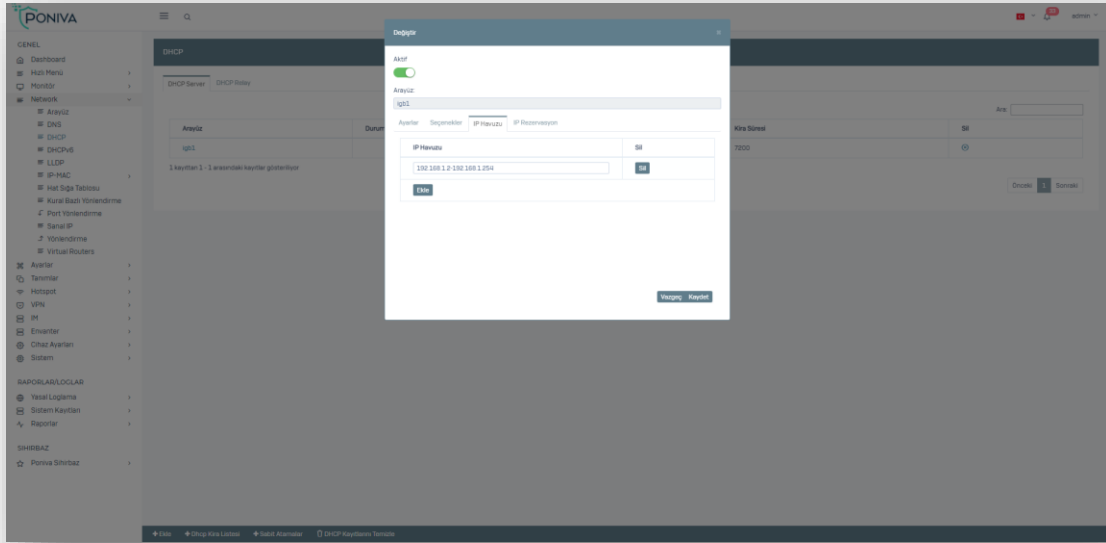 PONIVA
38
admin
GENEL
Dashboard
Hızlı Menü
Monitör
Network
Arayüz
DNS
DHCP
DHCPv6
LLDP
IP-MAC
Hat Sığa Tablosu
Kural Bazlı Yönlendirme
Port Yönlendirme
Sanal IP
Yönlendirme
Virtual Routers
Ayarlar
Tanımlar
Hotspot
VPN
IM
Envanter
Cihaz Ayarları
Sistem
RAPORLAR/LOGLAR
Yasal Loglama
Sistem Kayıtları
Raporlar
SİHİRBAZ
Poniva Sihirbaz
DHCP
DHCP Server DHCP Relay
Ara:
Arayüz Durum Kira Süresi Sil
igb1 7200
1 kayıttan 1 - 1 arasındaki kayıtlar gösteriliyor
Önceki 1 Sonraki
Değiştir ×
Aktif
Arayüz:
igb1
Ayarlar Seçenekler IP Havuzu IP Rezervasyon
IP Havuzu Sil
192.168.1.2-192.168.1.254 Sil
Ekle
Vazgeç Kaydet
+ Ekle + Dhcp Kira Listesi + Sabit Atamalar DHCP Kayıtlarını Temizle